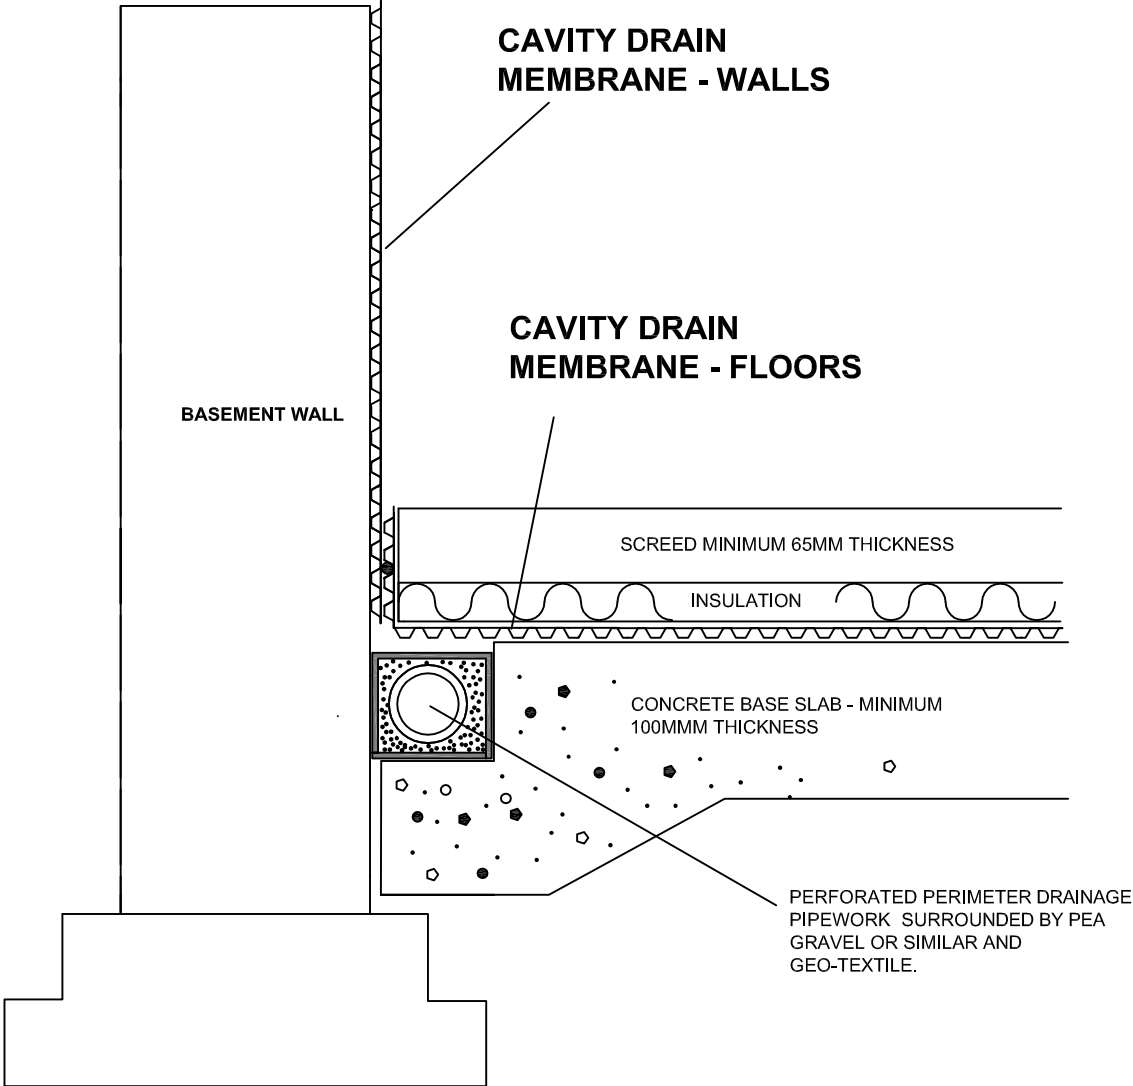 CAVITY DRAIN
MEMBRANE - WALLS
CAVITY DRAIN
MEMBRANE - FLOORS
BASEMENT WALL
SCREED MINIMUM 65MM THICKNESS
INSULATION
CONCRETE BASE SLAB - MINIMUM
100MMM THICKNESS
PERFORATED PERIMETER DRAINAGE
PIPEWORK SURROUNDED BY PEA
GRAVEL OR SIMILAR AND
GEO-TEXTILE.